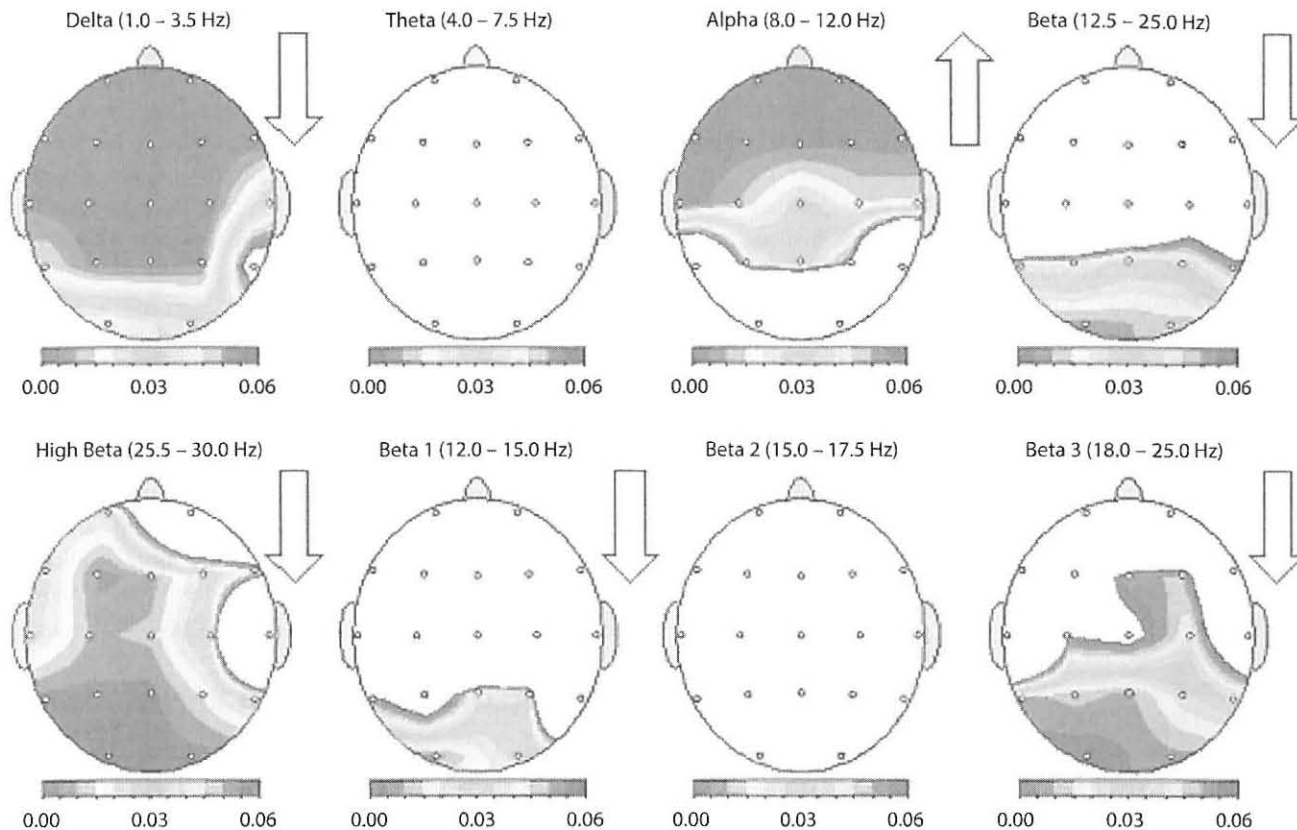 Delta (1.0 – 3.5 Hz)
Theta (4.0 – 7.5 Hz)
Alpha (8.0 – 12.0 Hz)
Beta (12.5 – 25.0 Hz)
0.00 0.03 0.06
0.00 0.03 0.06
0.00 0.03 0.06
0.00 0.03 0.06
High Beta (25.5 – 30.0 Hz)
Beta 1 (12.0 – 15.0 Hz)
Beta 2 (15.0 – 17.5 Hz)
Beta 3 (18.0 – 25.0 Hz)
0.00 0.03 0.06
0.00 0.03 0.06
0.00 0.03 0.06
0.00 0.03 0.06